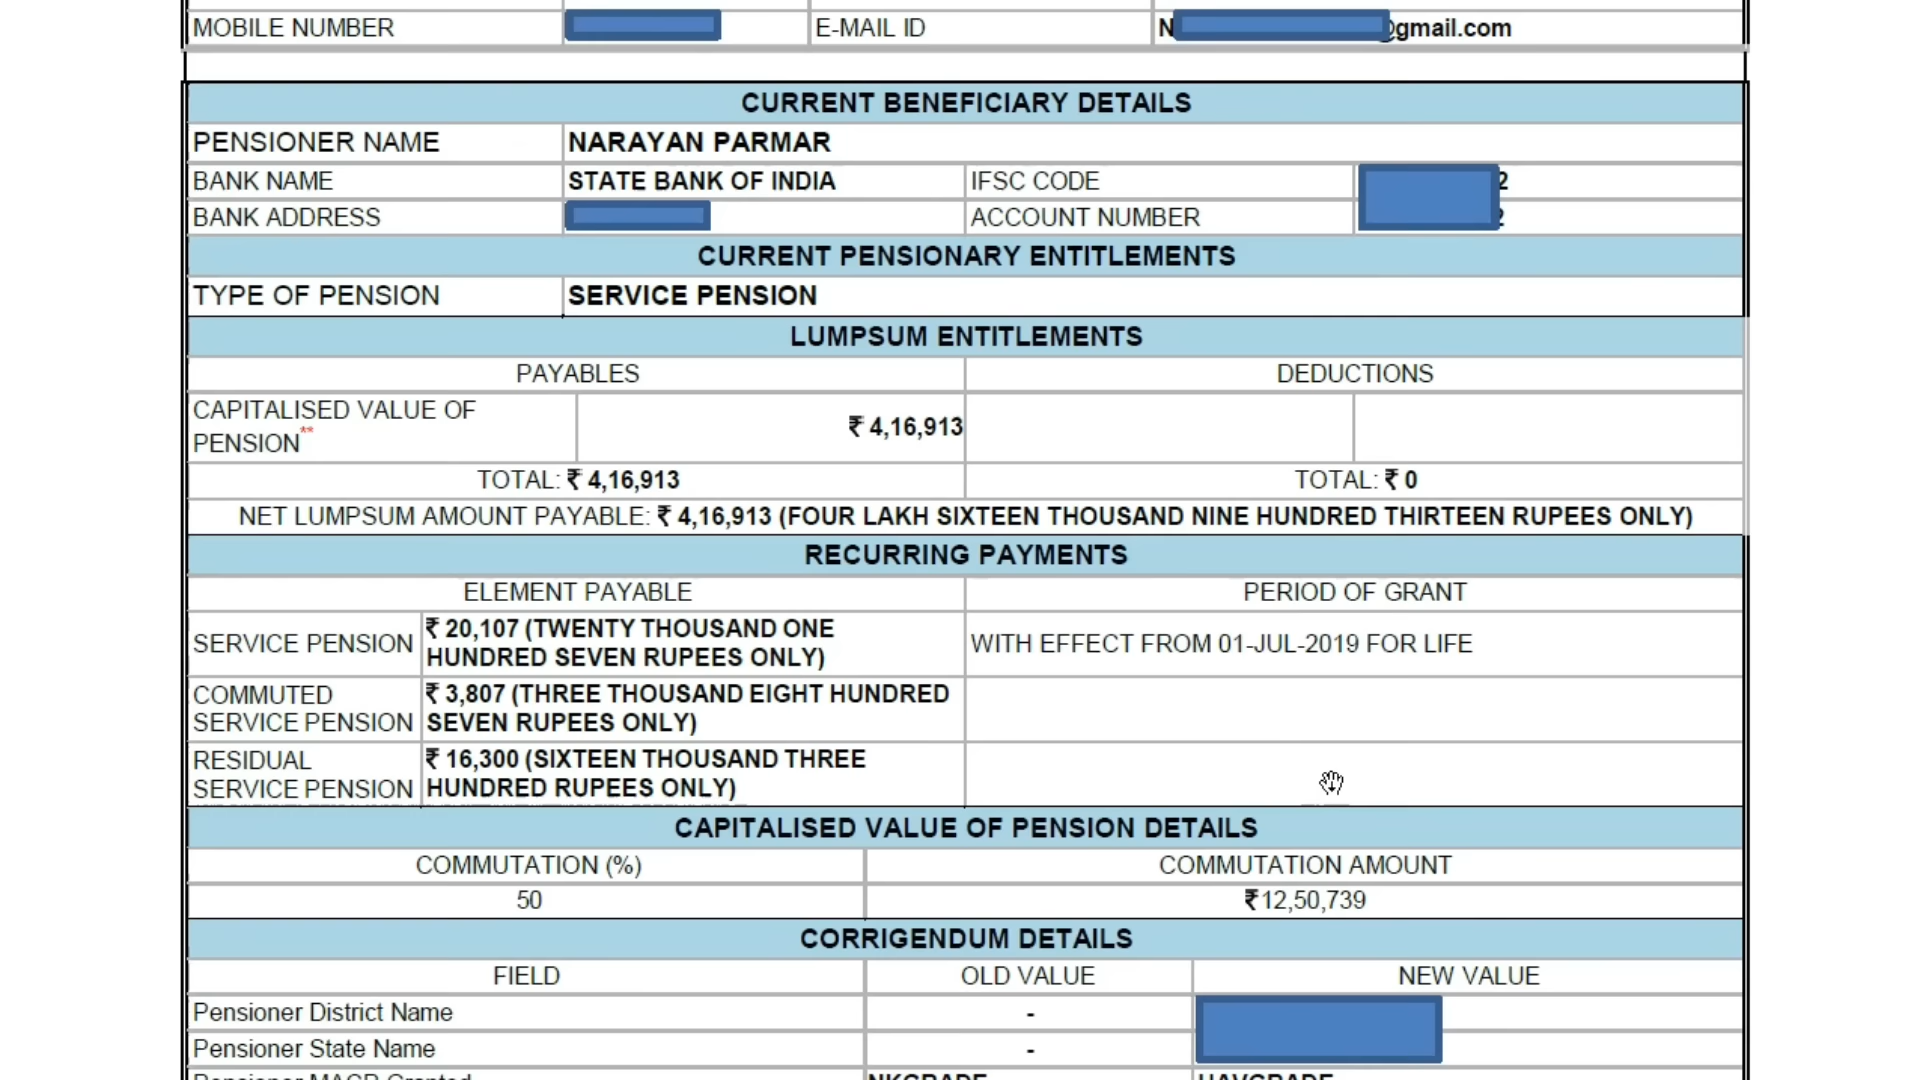 MOBILE NUMBER E-MAIL ID N @gmail.com
CURRENT BENEFICIARY DETAILS
PENSIONER NAME NARAYAN PARMAR
BANK NAME STATE BANK OF INDIA IFSC CODE 2
BANK ADDRESS ACCOUNT NUMBER 2
CURRENT PENSIONARY ENTITLEMENTS
TYPE OF PENSION SERVICE PENSION
LUMPSUM ENTITLEMENTS
PAYABLES DEDUCTIONS
CAPITALISED VALUE OF
PENSION** ₹ 4,16,913
TOTAL: ₹ 4,16,913 TOTAL: ₹ 0
NET LUMPSUM AMOUNT PAYABLE: ₹ 4,16,913 (FOUR LAKH SIXTEEN THOUSAND NINE HUNDRED THIRTEEN RUPEES ONLY)
RECURRING PAYMENTS
ELEMENT PAYABLE PERIOD OF GRANT
SERVICE PENSION ₹ 20,107 (TWENTY THOUSAND ONE
HUNDRED SEVEN RUPEES ONLY) WITH EFFECT FROM 01-JUL-2019 FOR LIFE
COMMUTED ₹ 3,807 (THREE THOUSAND EIGHT HUNDRED
SERVICE PENSION SEVEN RUPEES ONLY)
RESIDUAL ₹ 16,300 (SIXTEEN THOUSAND THREE
SERVICE PENSION HUNDRED RUPEES ONLY)
CAPITALISED VALUE OF PENSION DETAILS
COMMUTATION (%) COMMUTATION AMOUNT
50 ₹12,50,739
CORRIGENDUM DETAILS
FIELD OLD VALUE NEW VALUE
Pensioner District Name -
Pensioner State Name -
Pensioner MACP Granted NKGRADE HAVGRADE